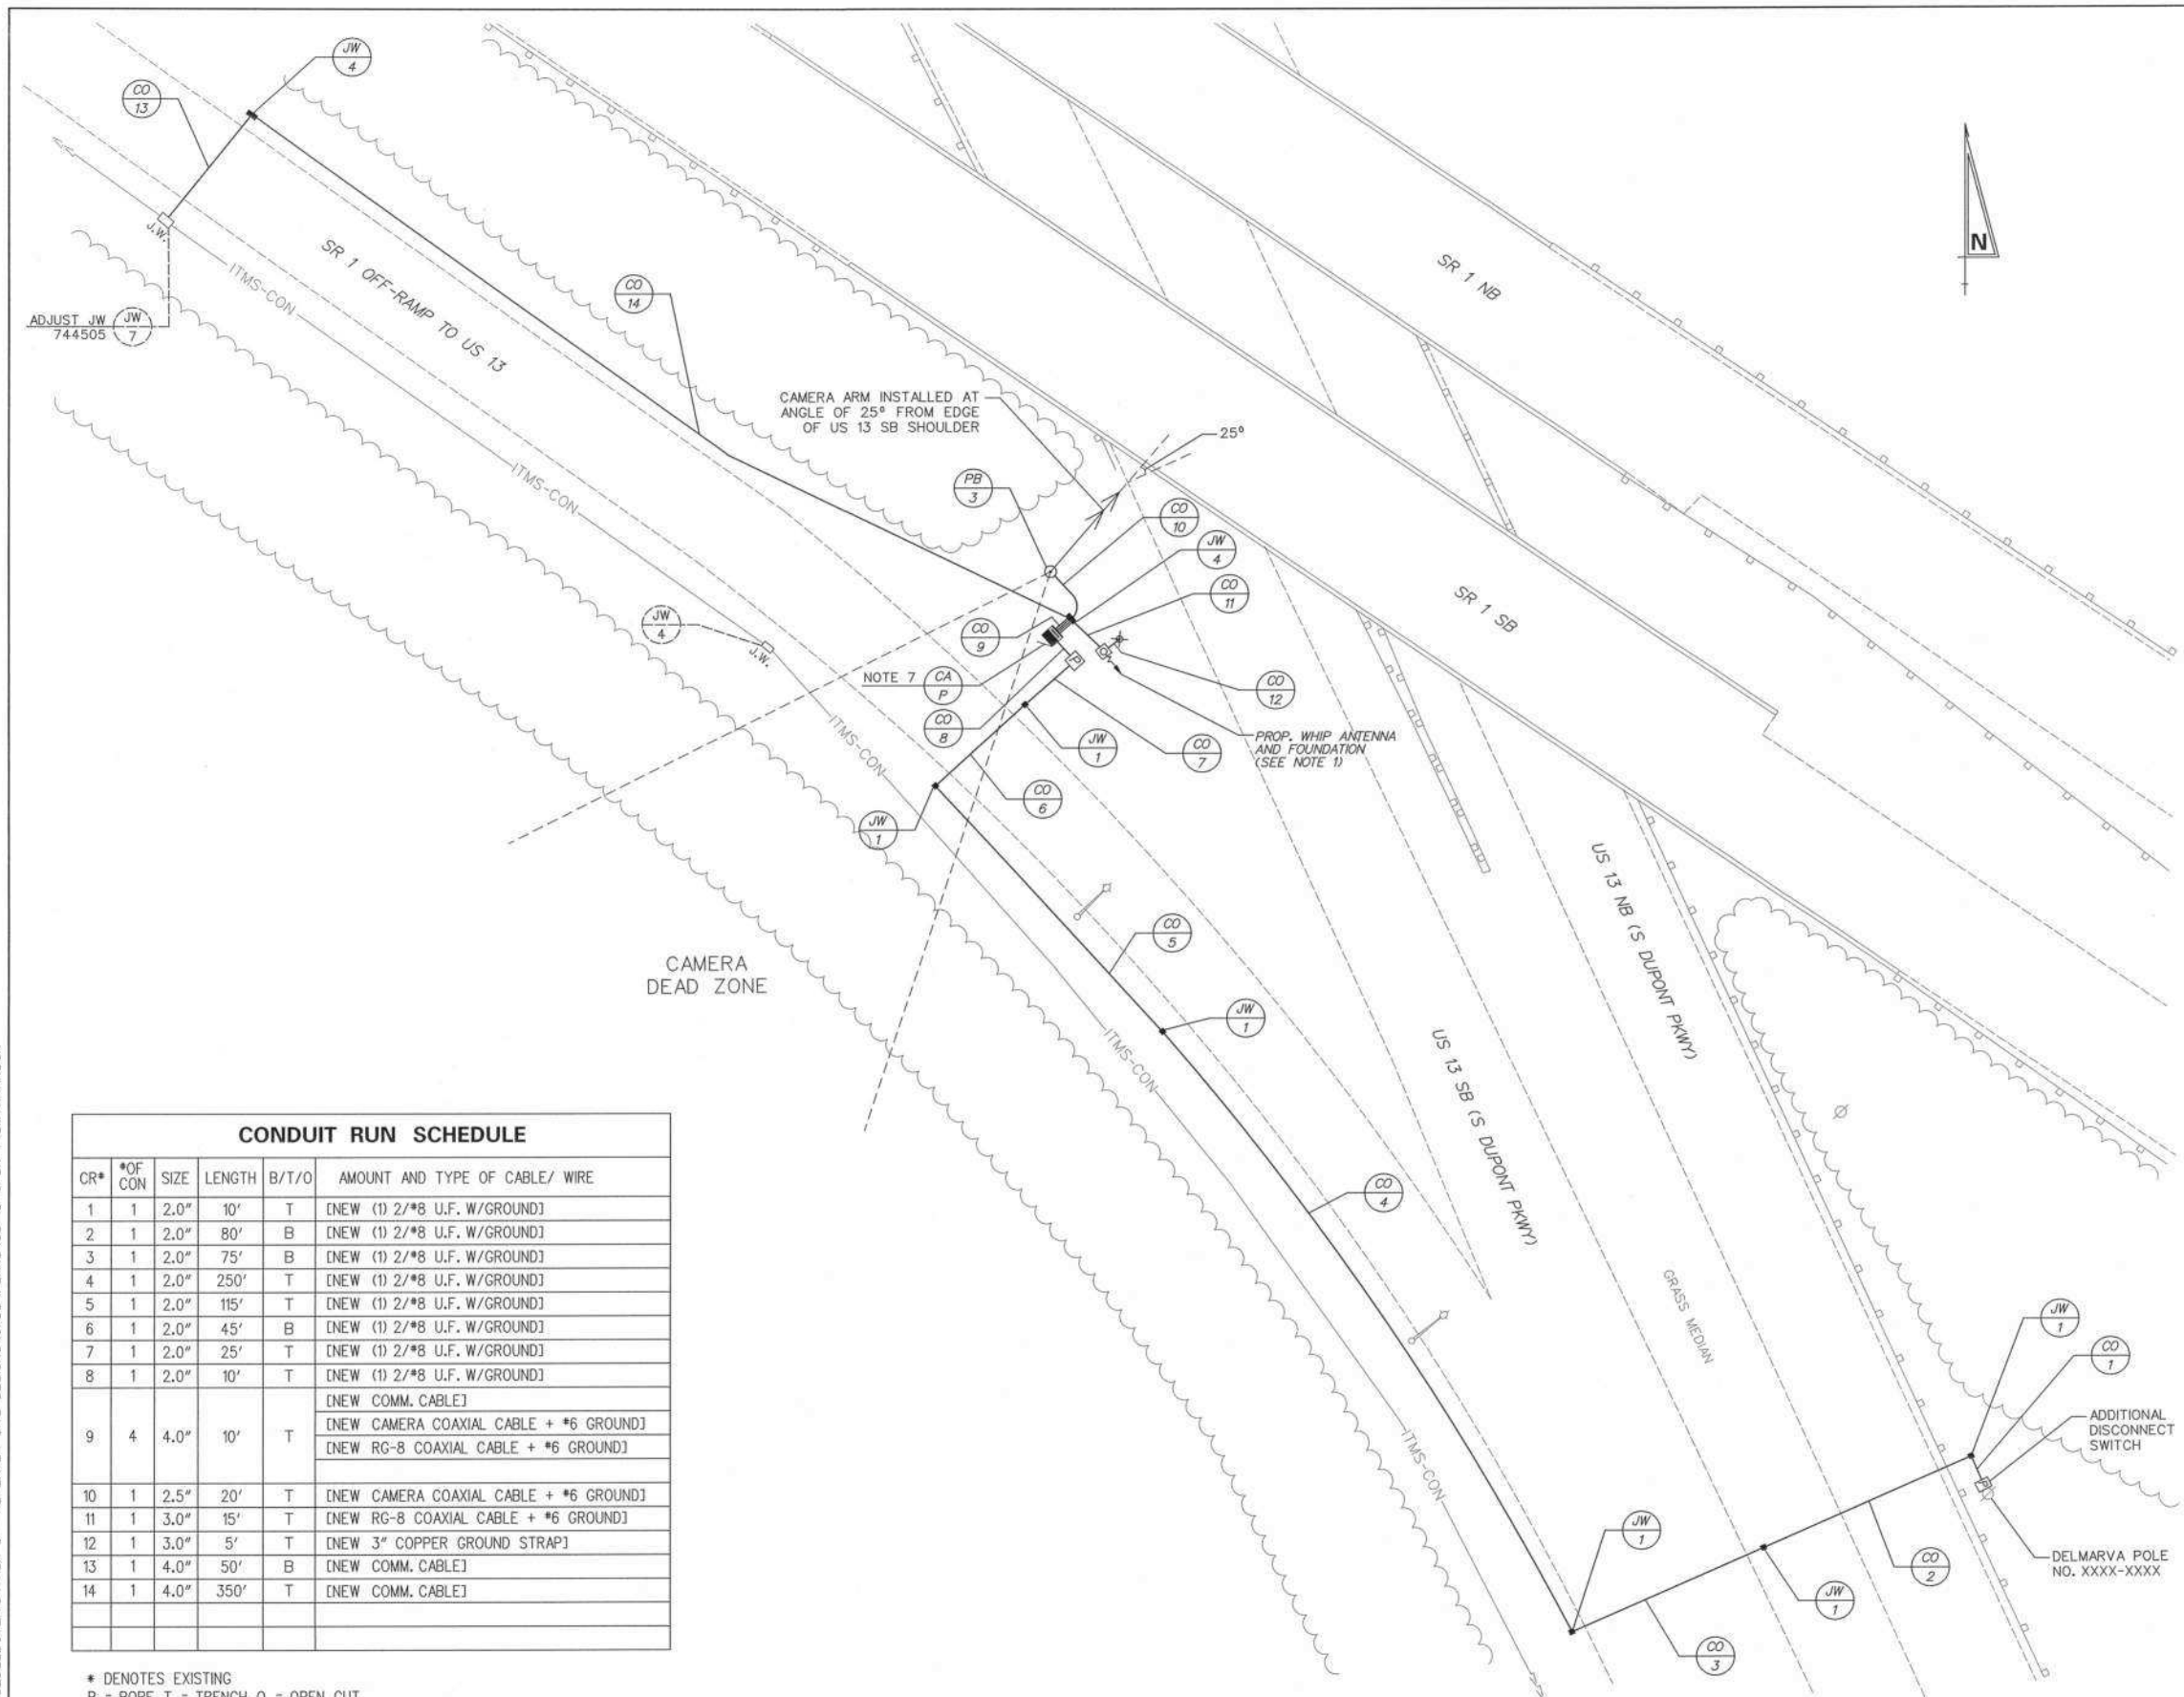 JW
4
CO
13
J.W.
ITMS-CON
ADJUST JW
744505
JW
7
SR 1 OFF-RAMP TO US 13
CO
14
SR 1 NB
N
CAMERA ARM INSTALLED AT
ANGLE OF 25° FROM EDGE
OF US 13 SB SHOULDER
25°
ITMS-CON
PB
3
CO
10
JW
4
CO
11
SR 1 SB
JW
4
J.W.
CO
9
NOTE 7
CA
P
P
CO
12
CO
8
JW
1
CO
7
PROP. WHIP ANTENNA
AND FOUNDATION
(SEE NOTE 1)
ITMS-CON
CO
6
JW
1
US 13 NB (S DUPONT PKWY)
CO
5
CAMERA
DEAD ZONE
JW
1
ITMS-CON
US 13 SB (S DUPONT PKWY)
CO
4
GRASS MEDIAN
JW
1
CO
1
ADDITIONAL
DISCONNECT
SWITCH
P
ITMS-CON
JW
1
CO
2
DELMARVA POLE
NO. XXXX-XXXX
JW
1
CO
3
CONDUIT RUN SCHEDULE
CR# #OF CON SIZE LENGTH B/T/O AMOUNT AND TYPE OF CABLE/ WIRE
1 1 2.0" 10' T [NEW (1) 2/#8 U.F. W/GROUND]
2 1 2.0" 80' B [NEW (1) 2/#8 U.F. W/GROUND]
3 1 2.0" 75' B [NEW (1) 2/#8 U.F. W/GROUND]
4 1 2.0" 250' T [NEW (1) 2/#8 U.F. W/GROUND]
5 1 2.0" 115' T [NEW (1) 2/#8 U.F. W/GROUND]
6 1 2.0" 45' B [NEW (1) 2/#8 U.F. W/GROUND]
7 1 2.0" 25' T [NEW (1) 2/#8 U.F. W/GROUND]
8 1 2.0" 10' T [NEW (1) 2/#8 U.F. W/GROUND]
9 4 4.0" 10' T [NEW COMM. CABLE]
[NEW CAMERA COAXIAL CABLE + #6 GROUND]
[NEW RG-8 COAXIAL CABLE + #6 GROUND]
10 1 2.5" 20' T [NEW CAMERA COAXIAL CABLE + #6 GROUND]
11 1 3.0" 15' T [NEW RG-8 COAXIAL CABLE + #6 GROUND]
12 1 3.0" 5' T [NEW 3" COPPER GROUND STRAP]
13 1 4.0" 50' B [NEW COMM. CABLE]
14 1 4.0" 350' T [NEW COMM. CABLE]
* DENOTES EXISTING
B = BORE T = TRENCH O = OPEN CUT